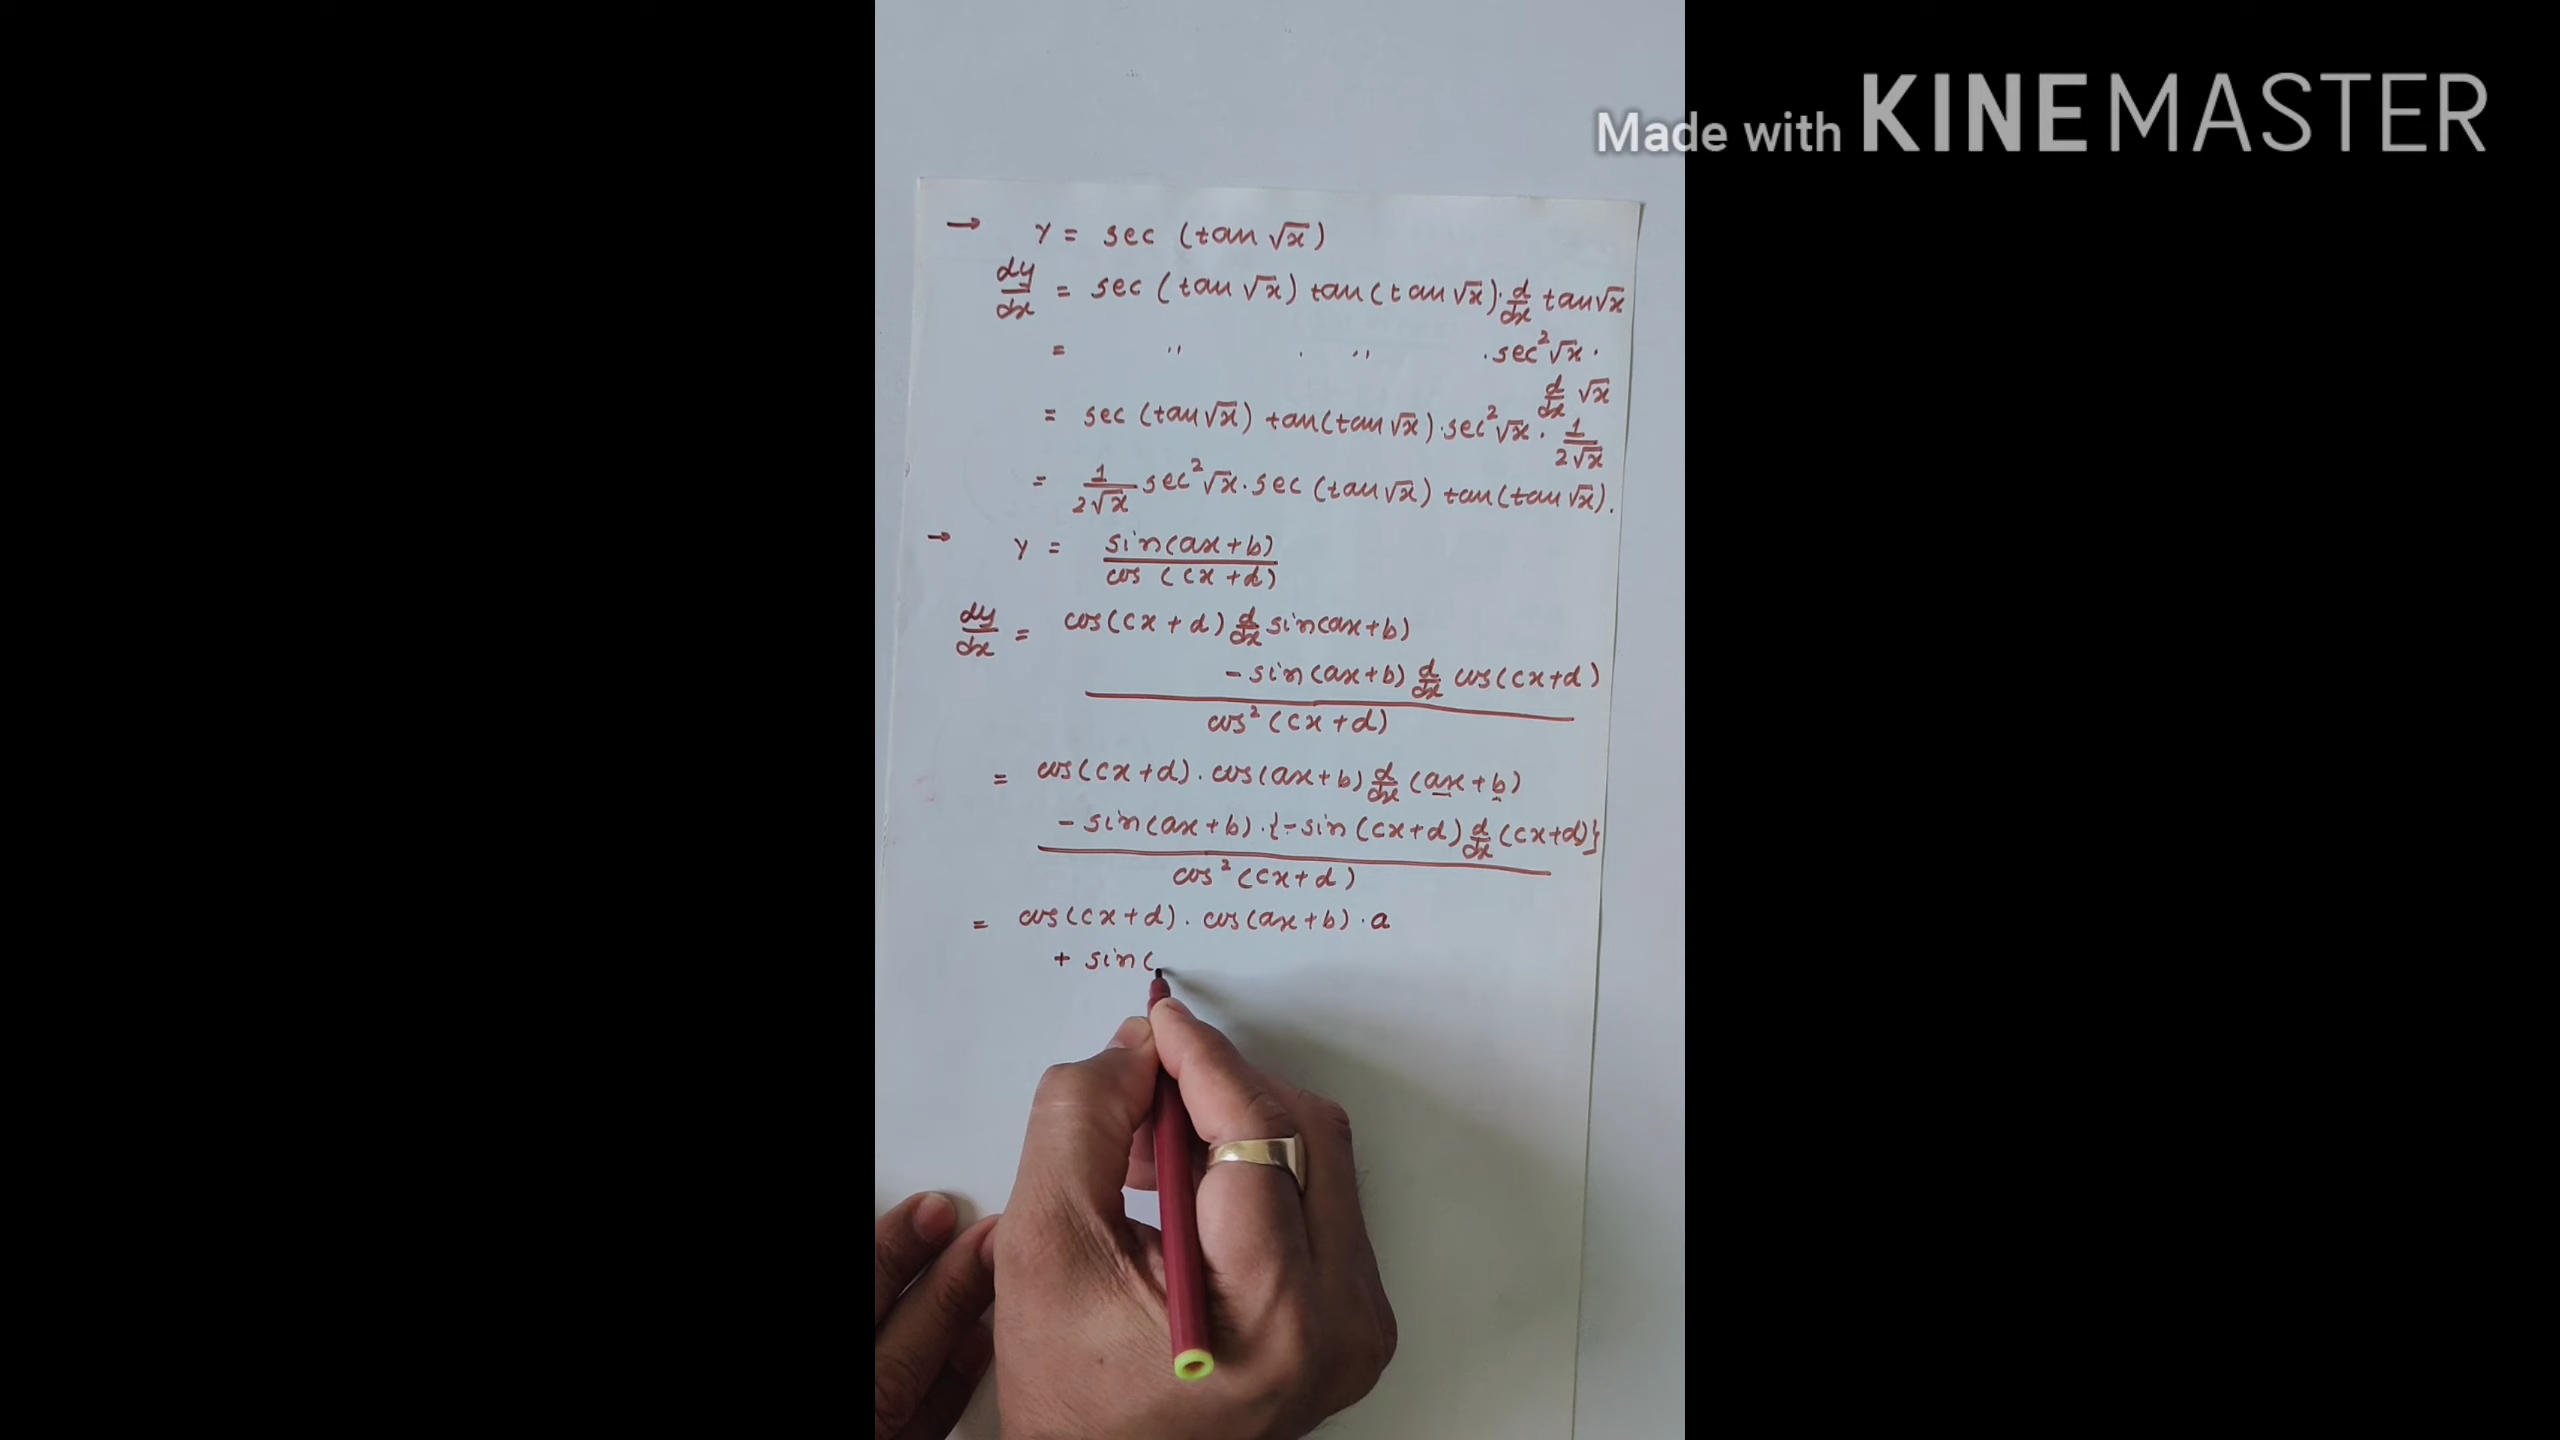 Made with KINEMASTER
→ y = sec (tan √x)
dy/dx = sec (tan √x) tan (tan √x) · d/dx tan √x
= " . " . sec² √x ·
d/dx √x
= sec (tan √x) tan (tan √x) · sec² √x · 1/2√x
= 1/2√x sec² √x · sec (tan √x) tan (tan √x).
→ y = sin(ax+b)/cos (cx+d)
dy/dx = cos(cx+d) d/dx sin(ax+b)
- sin(ax+b) d/dx cos(cx+d)
cos² (cx+d)
= cos(cx+d) . cos(ax+b) d/dx (ax+b)
- sin(ax+b) . {-sin (cx+d) d/dx (cx+d)}
cos² (cx+d)
= cos(cx+d) . cos(ax+b) · a
+ sin(